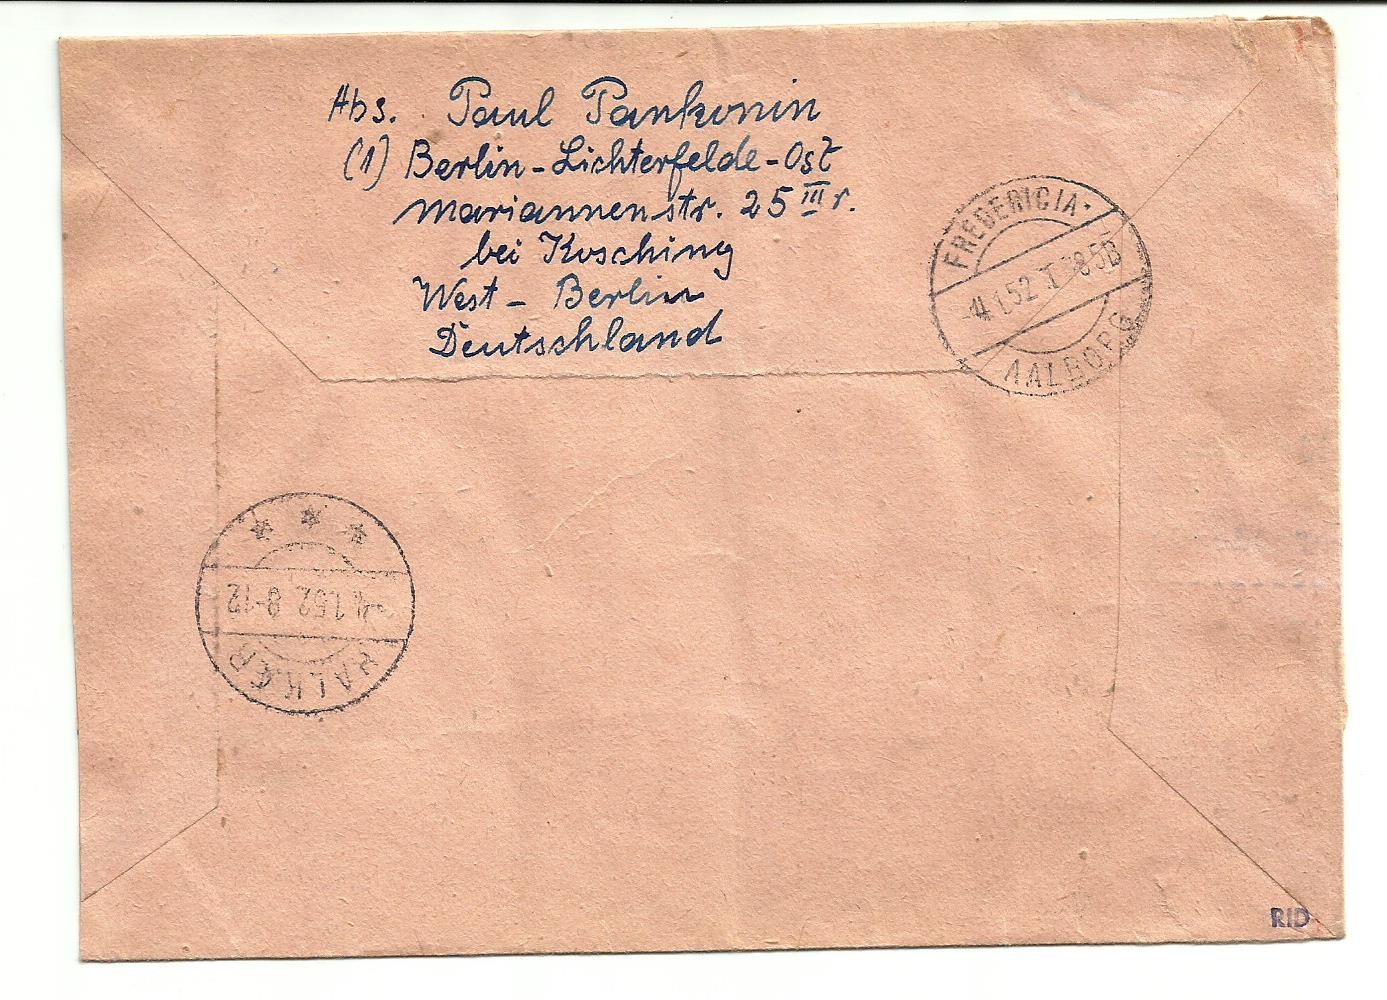 Abs. Paul Pankonin
(1) Berlin-Lichterfelde-Ost
Mariannenstr. 25 III r.
bei Kosching
West-Berlin
Deutschland
FREDERICIA-
-4.1.52 I 85B
AALBORG
-4.1.52 8-12
RID